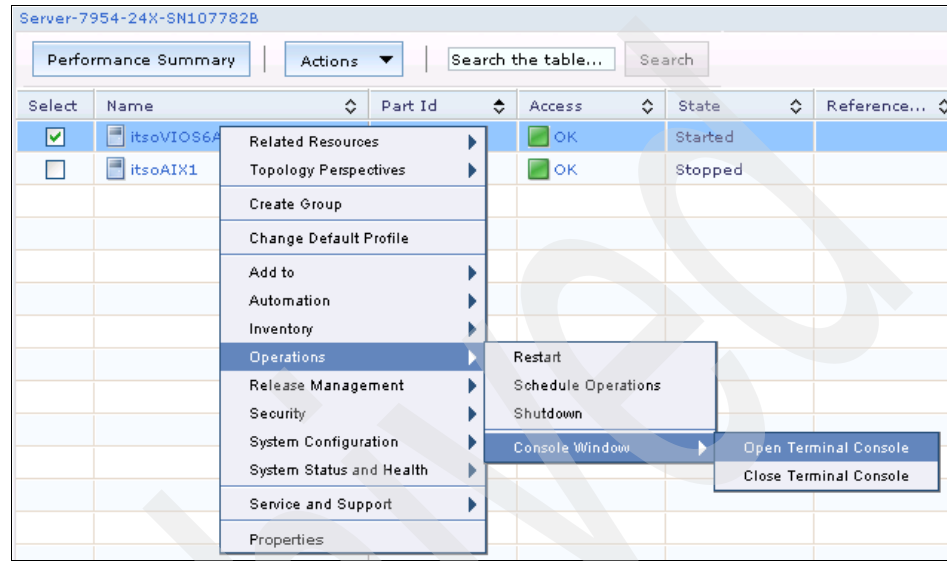 Server-7954-24X-SN107782B
Performance Summary Actions Search the table... Search
Select Name Part Id Access State Reference...
itsoVIOS6A OK Started
itsoAIX1 OK Stopped
Related Resources
Topology Perspectives
Create Group
Change Default Profile
Add to
Automation
Inventory
Operations
Release Management
Security
System Configuration
System Status and Health
Service and Support
Properties
Restart
Schedule Operations
Shutdown
Console Window
Open Terminal Console
Close Terminal Console